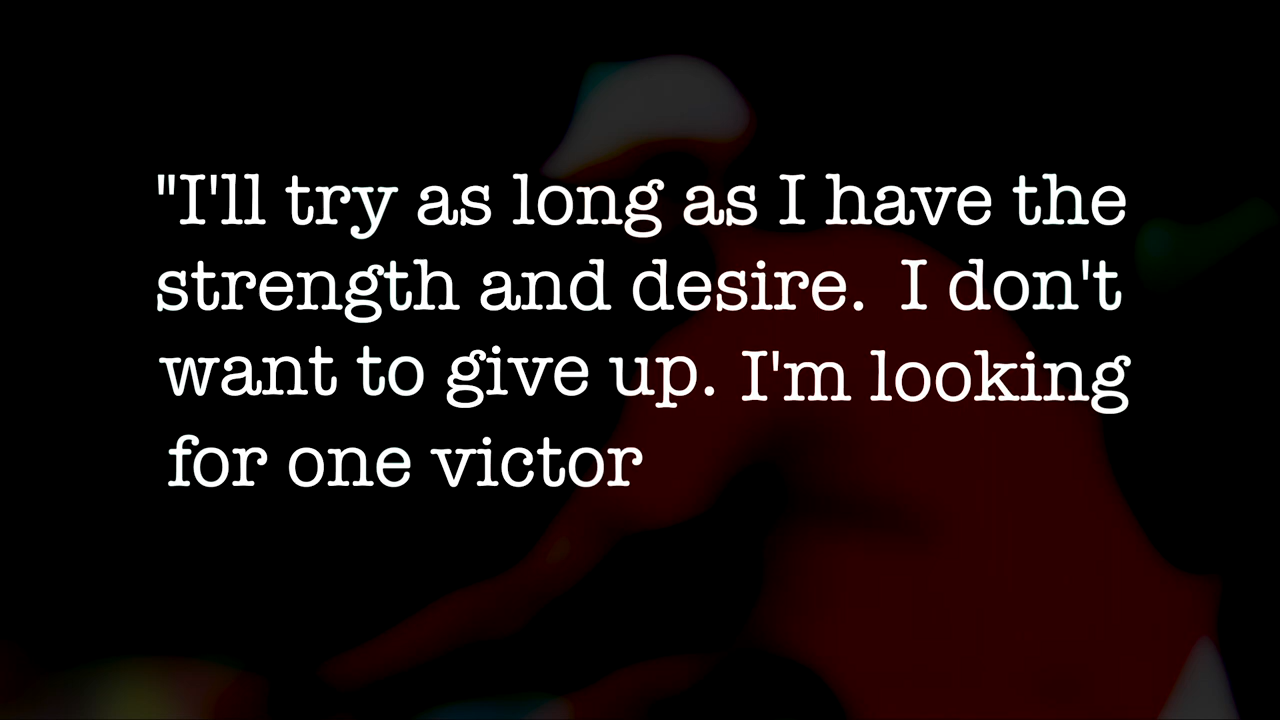 "I'll try as long as I have the
strength and desire. I don't
want to give up. I'm looking
for one victor